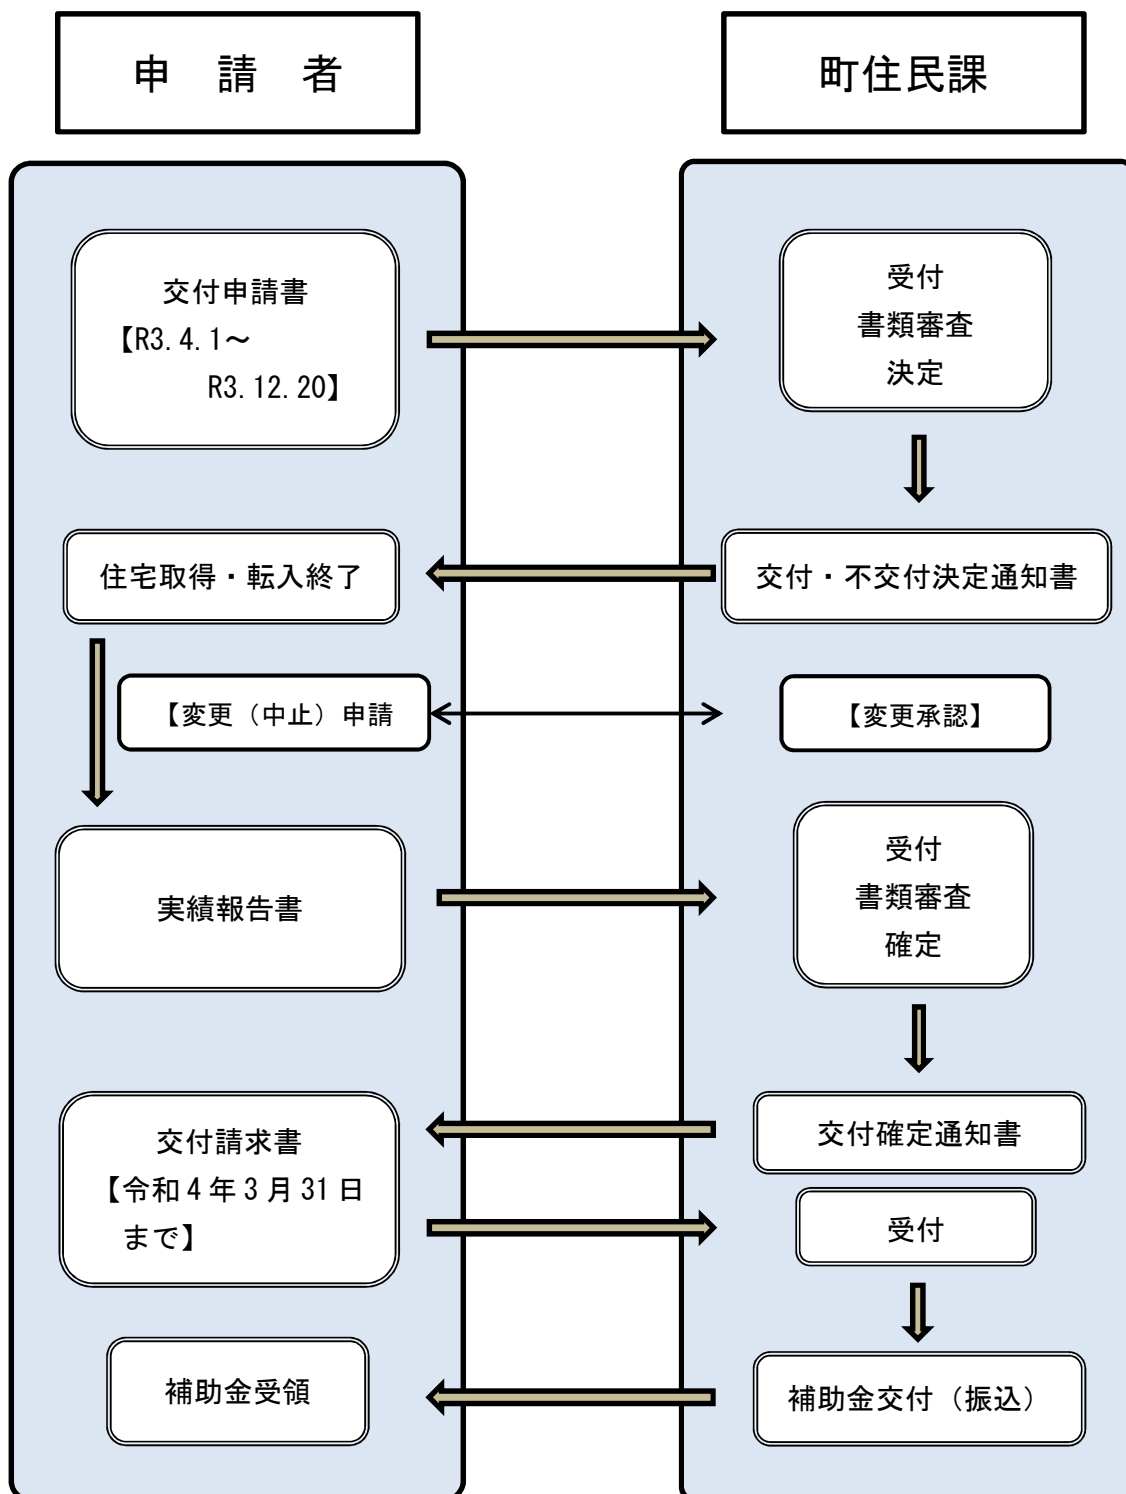 申　請　者
町住民課
交付申請書
【R3.4.1～
R3.12.20】
受付
書類審査
決定
住宅取得・転入終了
交付・不交付決定通知書
【変更（中止）申請
【変更承認】
実績報告書
受付
書類審査
確定
交付請求書
【令和４年３月31日
まで】
交付確定通知書
受付
補助金受領
補助金交付（振込）